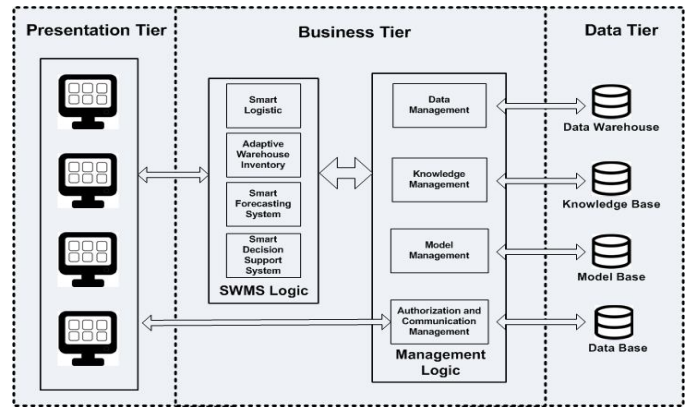 Presentation Tier
Business Tier
Data Tier
Smart
Logistic
Adaptive
Warehouse
Inventory
Smart
Forecasting
System
Smart
Decision
Support
System
SWMS Logic
Data
Management
Knowledge
Management
Model
Management
Authorization and
Communication
Management
Management
Logic
Data Warehouse
Knowledge Base
Model Base
Data Base